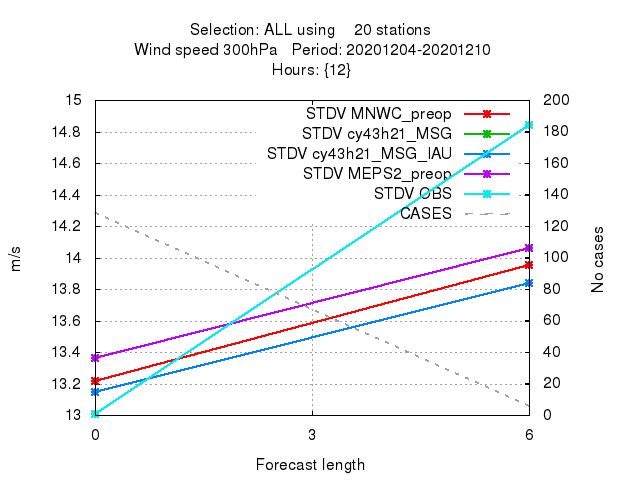 Selection: ALL using 20 stations
Wind speed 300hPa Period: 20201204-20201210
Hours: {12}
15 200
STDV MNWC_preop
14.8 180
STDV cy43h21_MSG
STDV cy43h21_MSG_IAU
14.6 160
STDV MEPS2_preop
14.4 140
STDV OBS
CASES
14.2 120
14 100
m/s
No cases
13.8 80
13.6 60
13.4 40
13.2 20
13 0
0 3 6
Forecast length